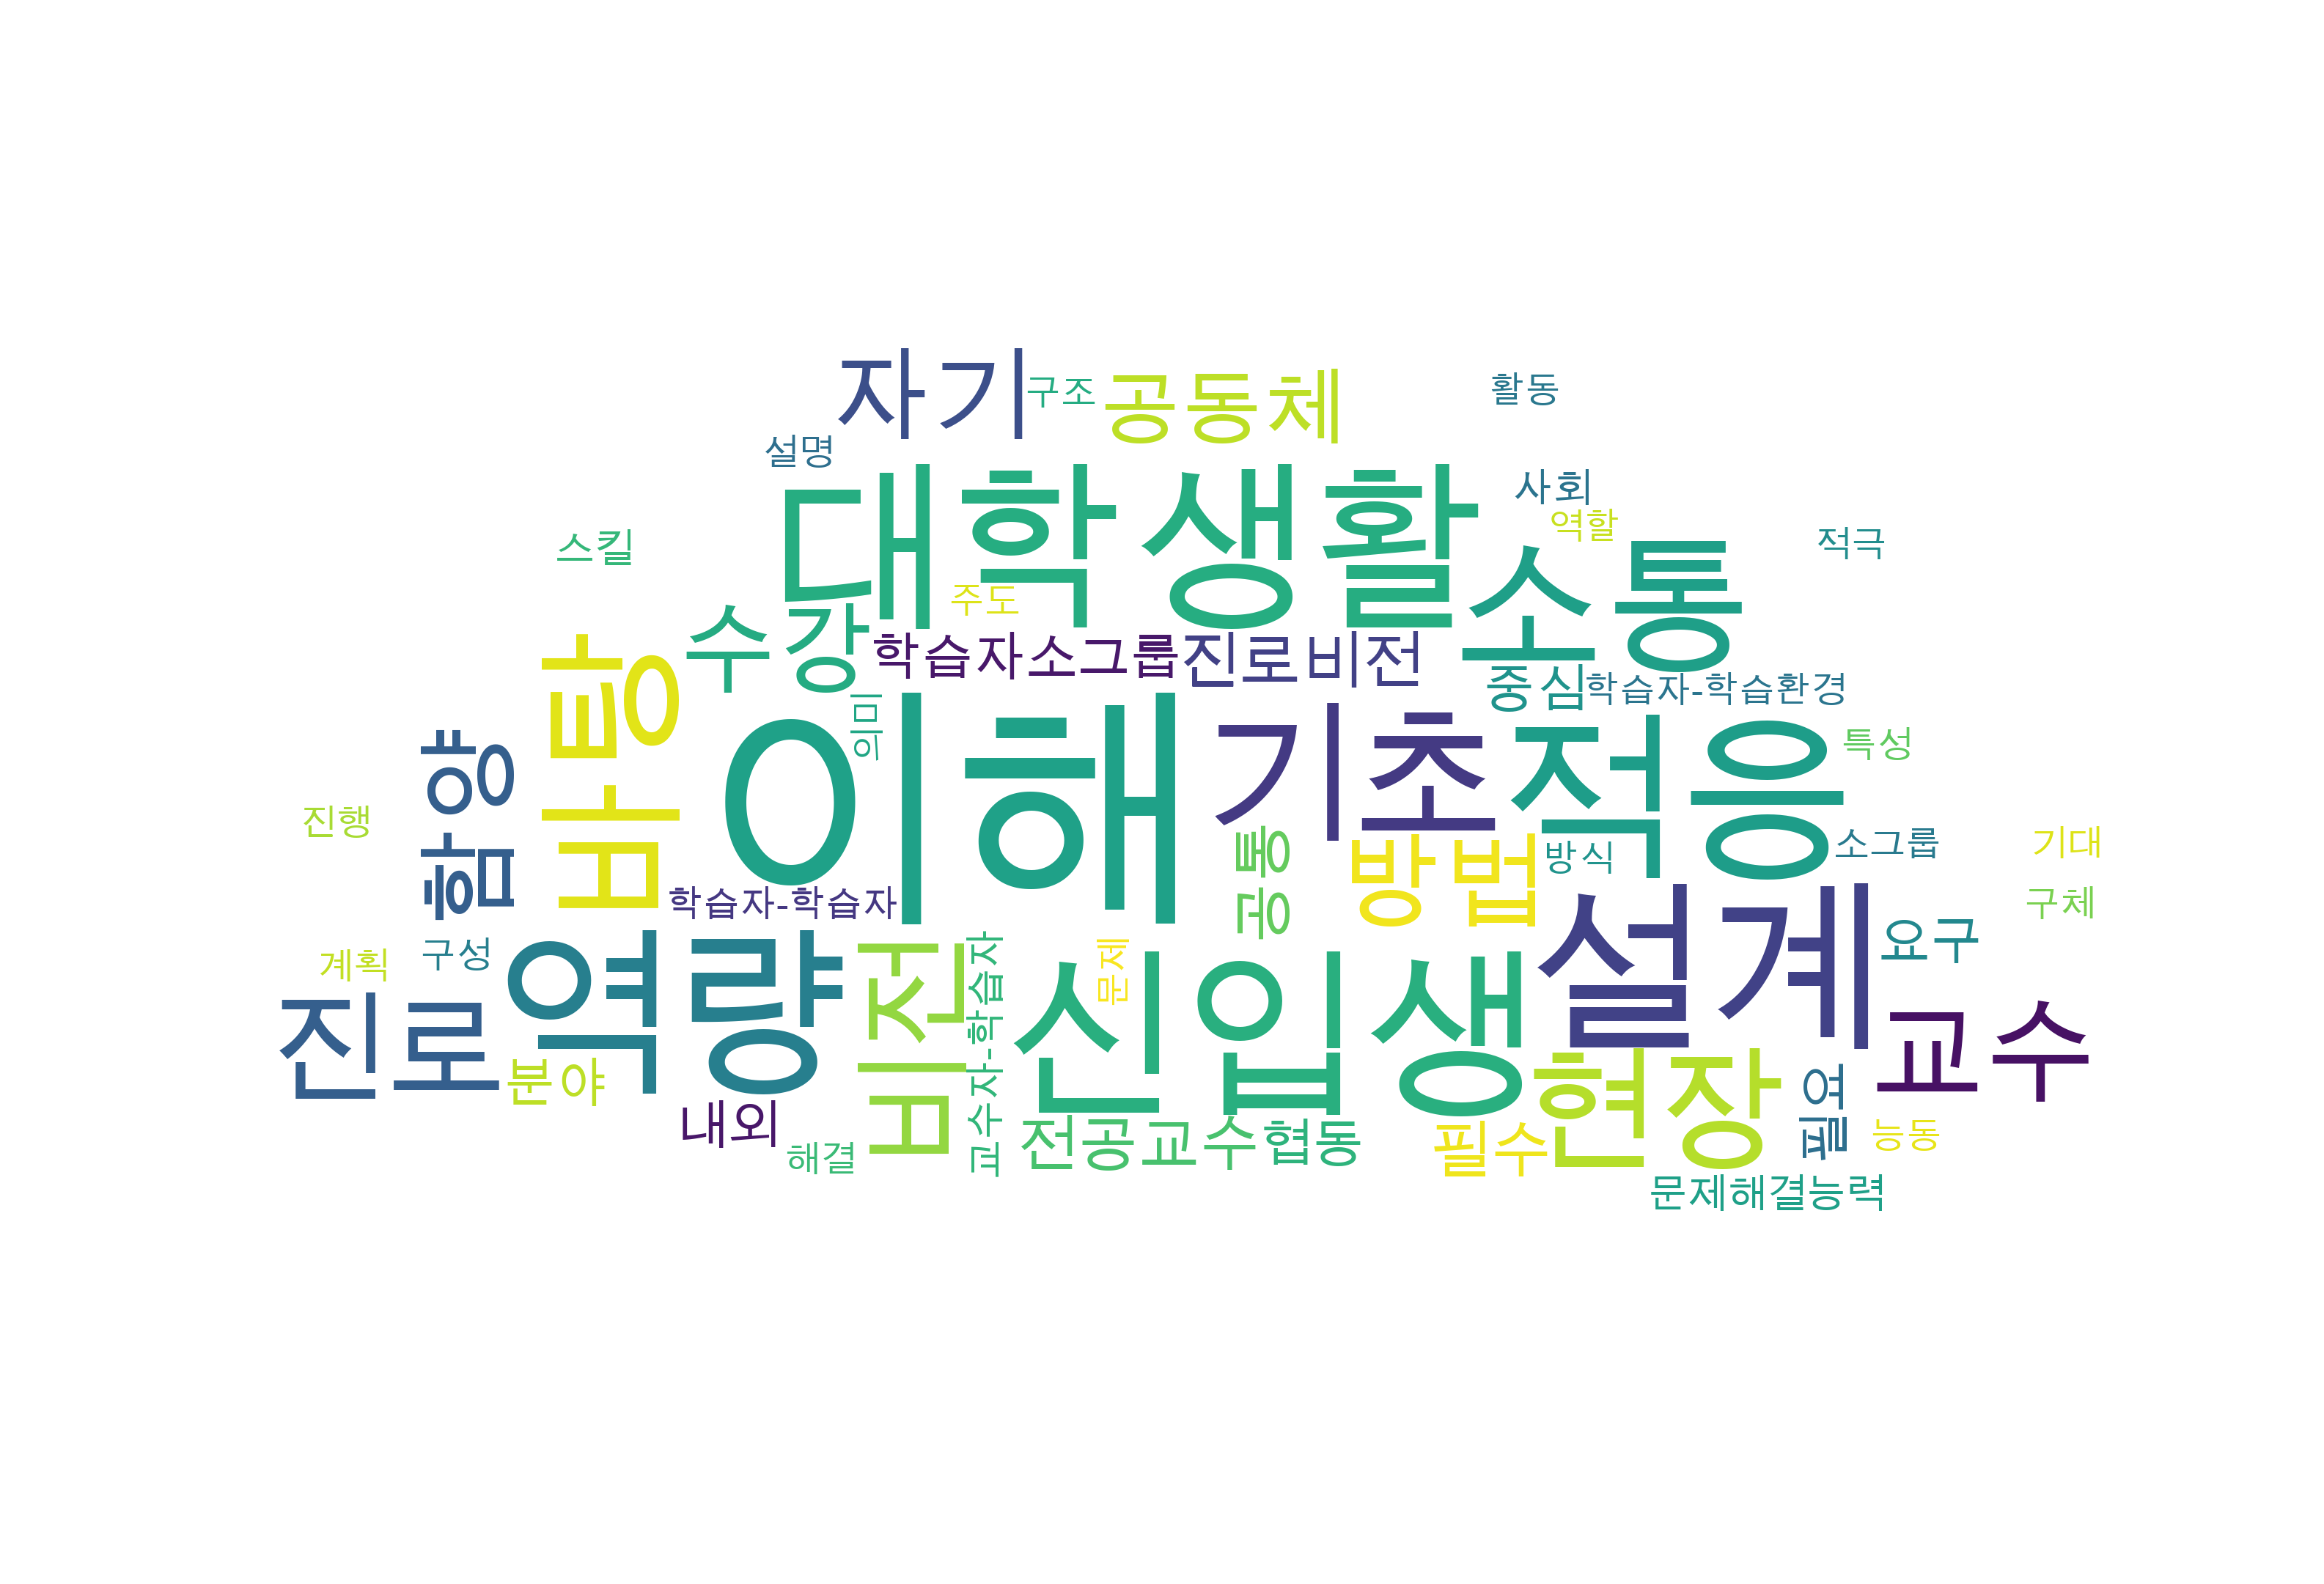 자기
구조
공동체
활동
설명
대학생활
사회
역할
스킬
적극
소통
주도
수강
학습자소그룹
진로비전
중심
학습자-학습환경
바탕
의미
이해
기초
적응
특성
함양
진행
공통
방법
방식
소그룹
기대
학습자-학습자
설계
구체
요구
계획
구성
역량
비전
교수자-학습자
문제
신입생
진로
교수
분야
현장
참여
내외
해결
전공교수
협동
필수
능동
문제해결능력